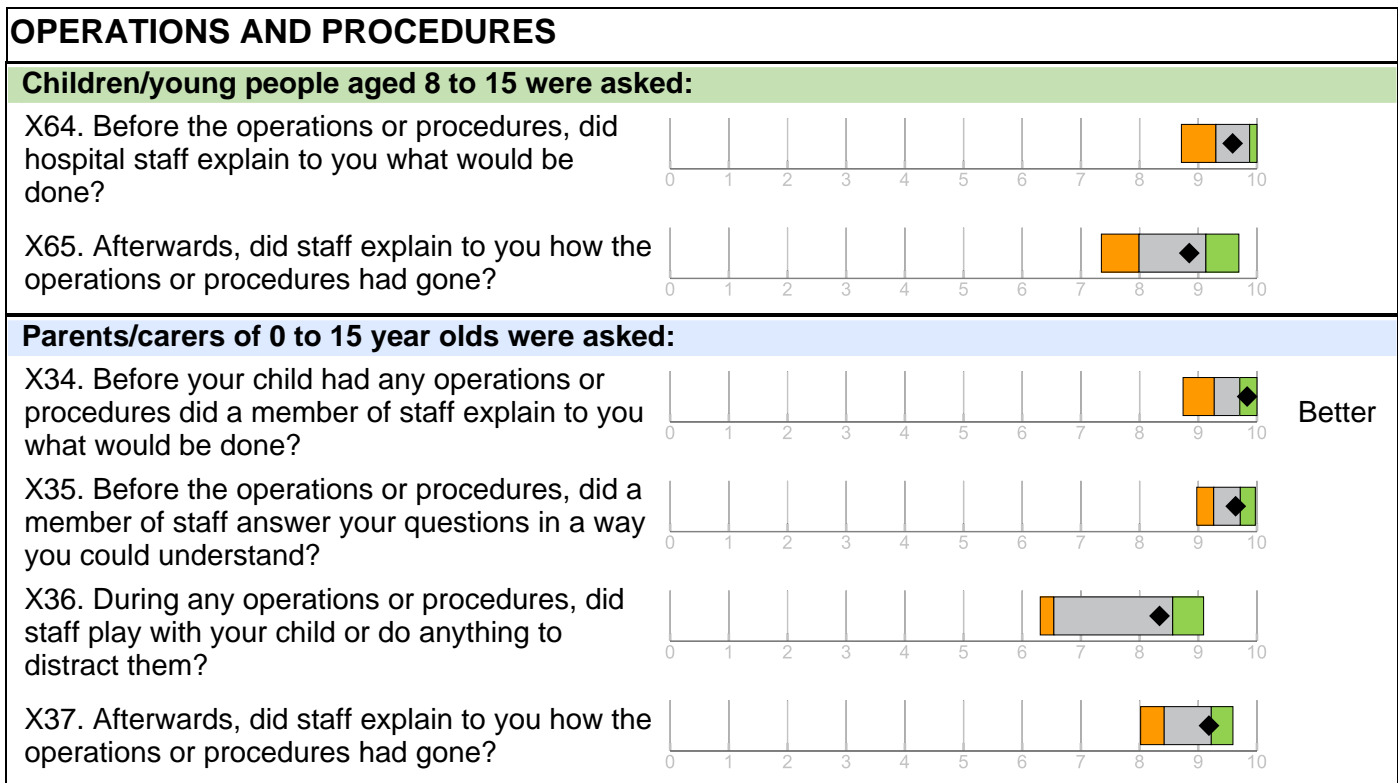 OPERATIONS AND PROCEDURES
Children/young people aged 8 to 15 were asked:
X64. Before the operations or procedures, did
hospital staff explain to you what would be
done?
0 1 2 3 4 5 6 7 8 9 10
X65. Afterwards, did staff explain to you how the
operations or procedures had gone?
0 1 2 3 4 5 6 7 8 9 10
Parents/carers of 0 to 15 year olds were asked:
X34. Before your child had any operations or
procedures did a member of staff explain to you
what would be done?
0 1 2 3 4 5 6 7 8 9 10
Better
X35. Before the operations or procedures, did a
member of staff answer your questions in a way
you could understand?
0 1 2 3 4 5 6 7 8 9 10
X36. During any operations or procedures, did
staff play with your child or do anything to
distract them?
0 1 2 3 4 5 6 7 8 9 10
X37. Afterwards, did staff explain to you how the
operations or procedures had gone?
0 1 2 3 4 5 6 7 8 9 10